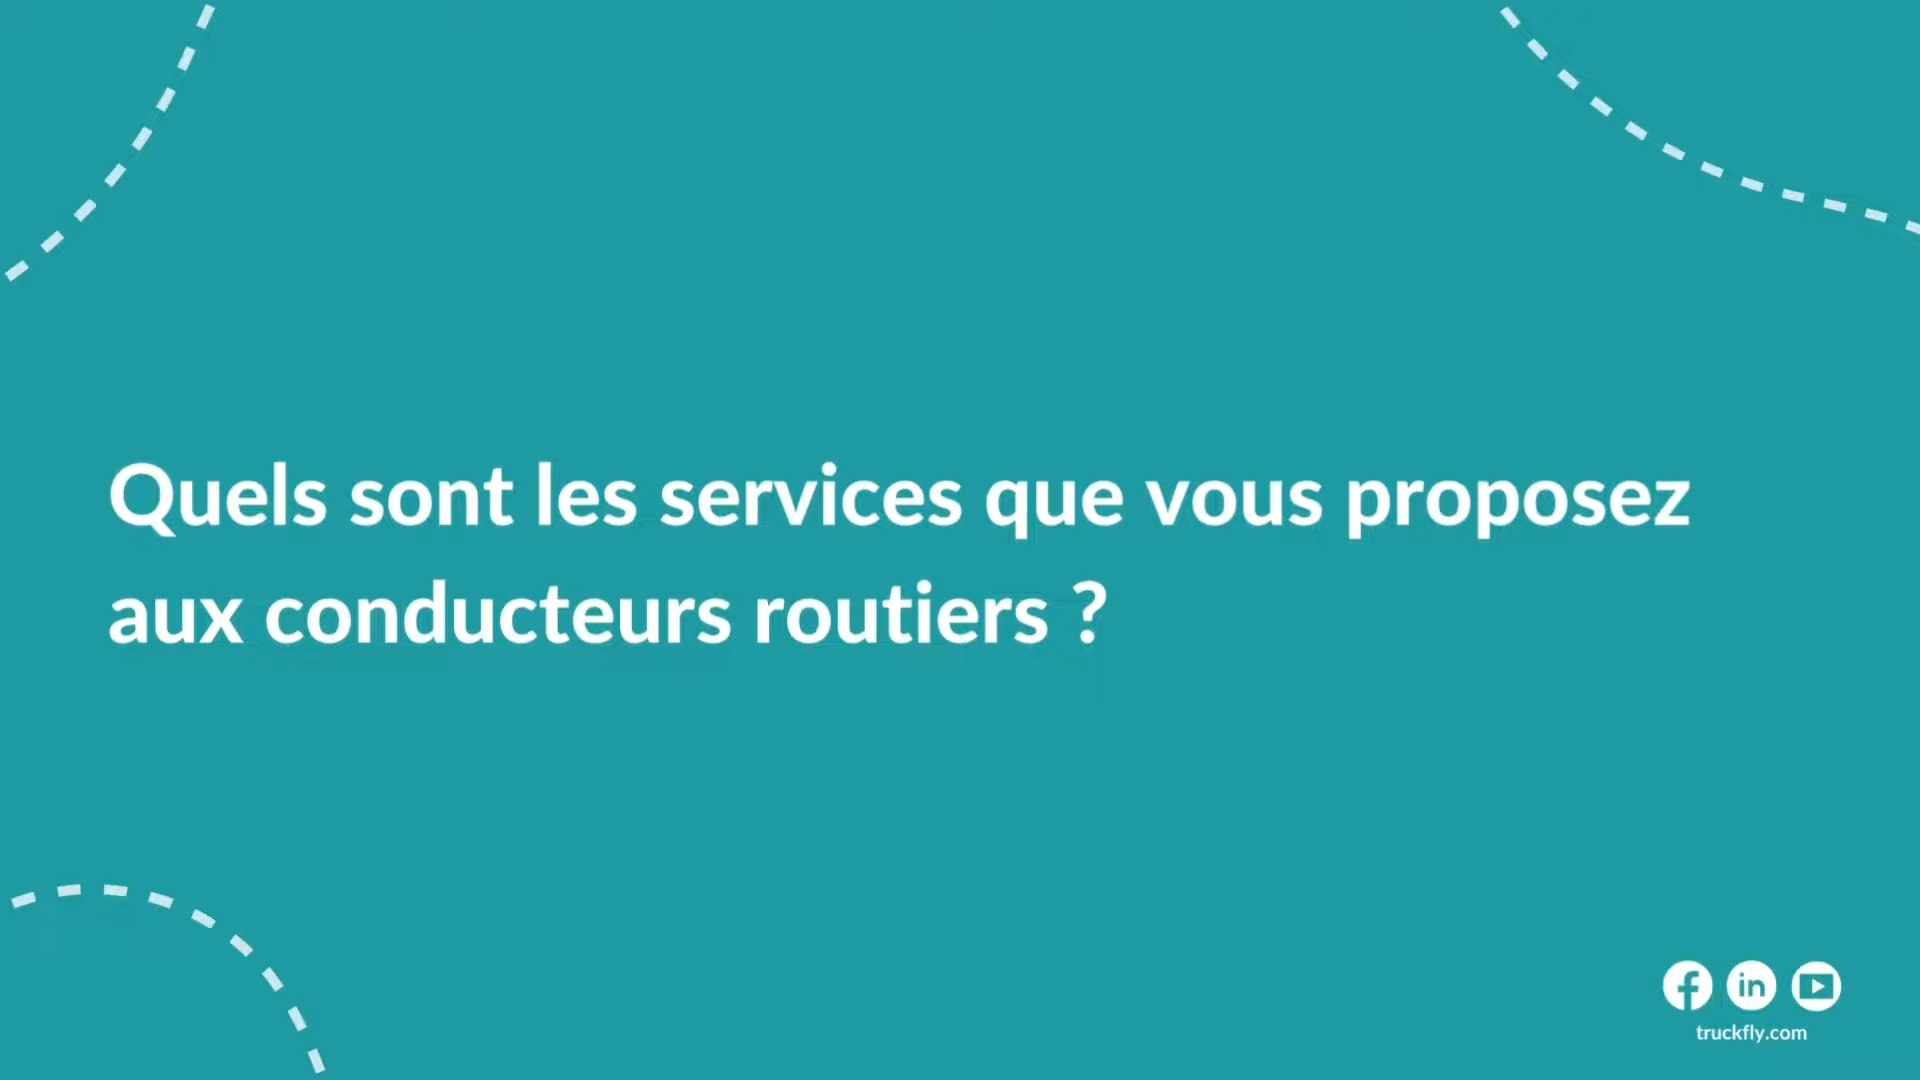 Quels sont les services que vous proposez
aux conducteurs routiers ?
truckfly.com